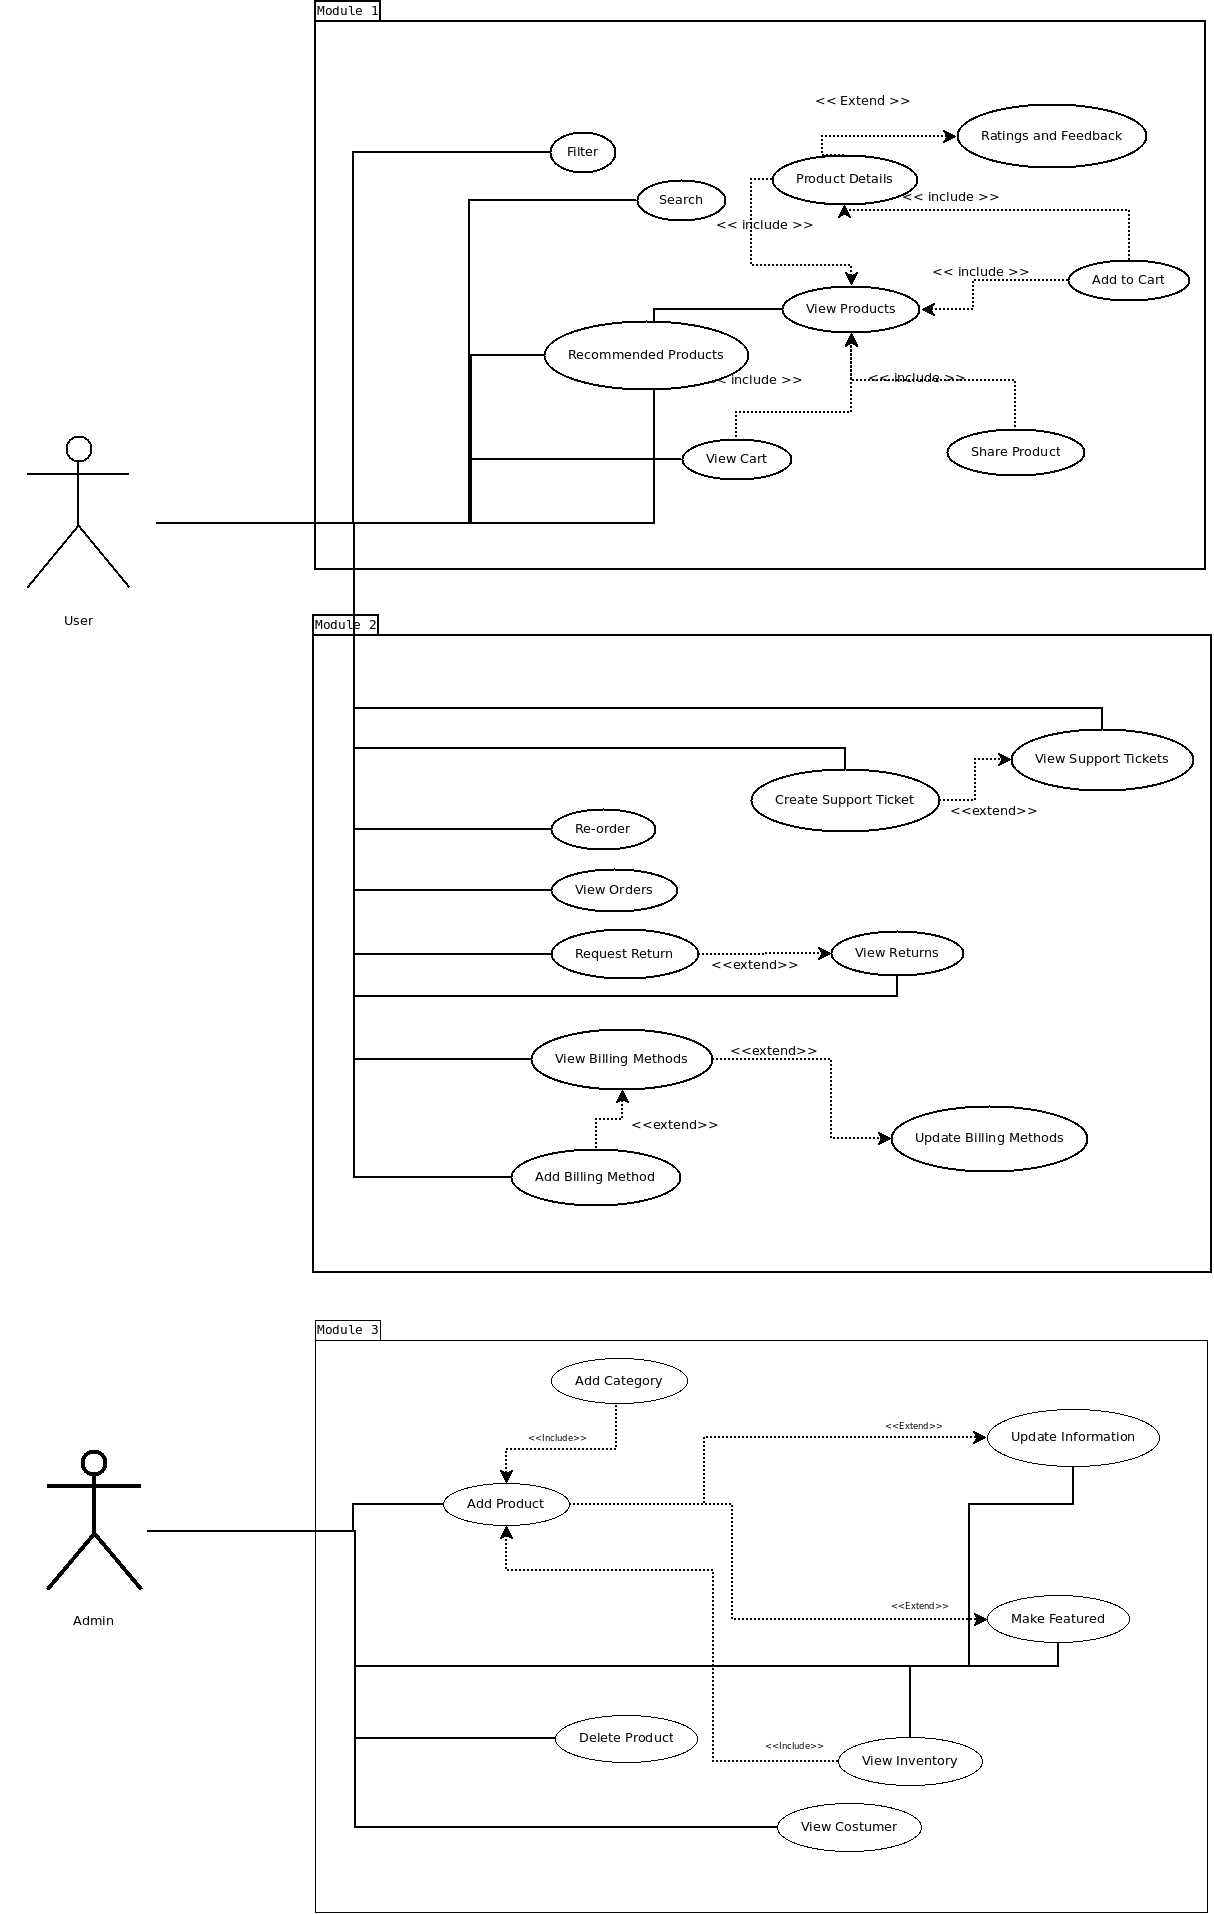 Module 1
<< Extend >>
Ratings and Feedback
Filter
Product Details
Search
<< include >>
<< include >>
<< include >>
Add to Cart
View Products
Recommended Products
< include >>
<< include >>
View Cart
Share Product
User
Module 2
View Support Tickets
Create Support Ticket
<<extend>>
Re-order
View Orders
Request Return
View Returns
<<extend>>
View Billing Methods
<<extend>>
<<extend>>
Update Billing Methods
Add Billing Method
Module 3
Add Category
<<Include>>
<<Extend>>
Update Information
Add Product
Admin
<<Extend>>
Make Featured
Delete Product
<<Include>>
View Inventory
View Costumer